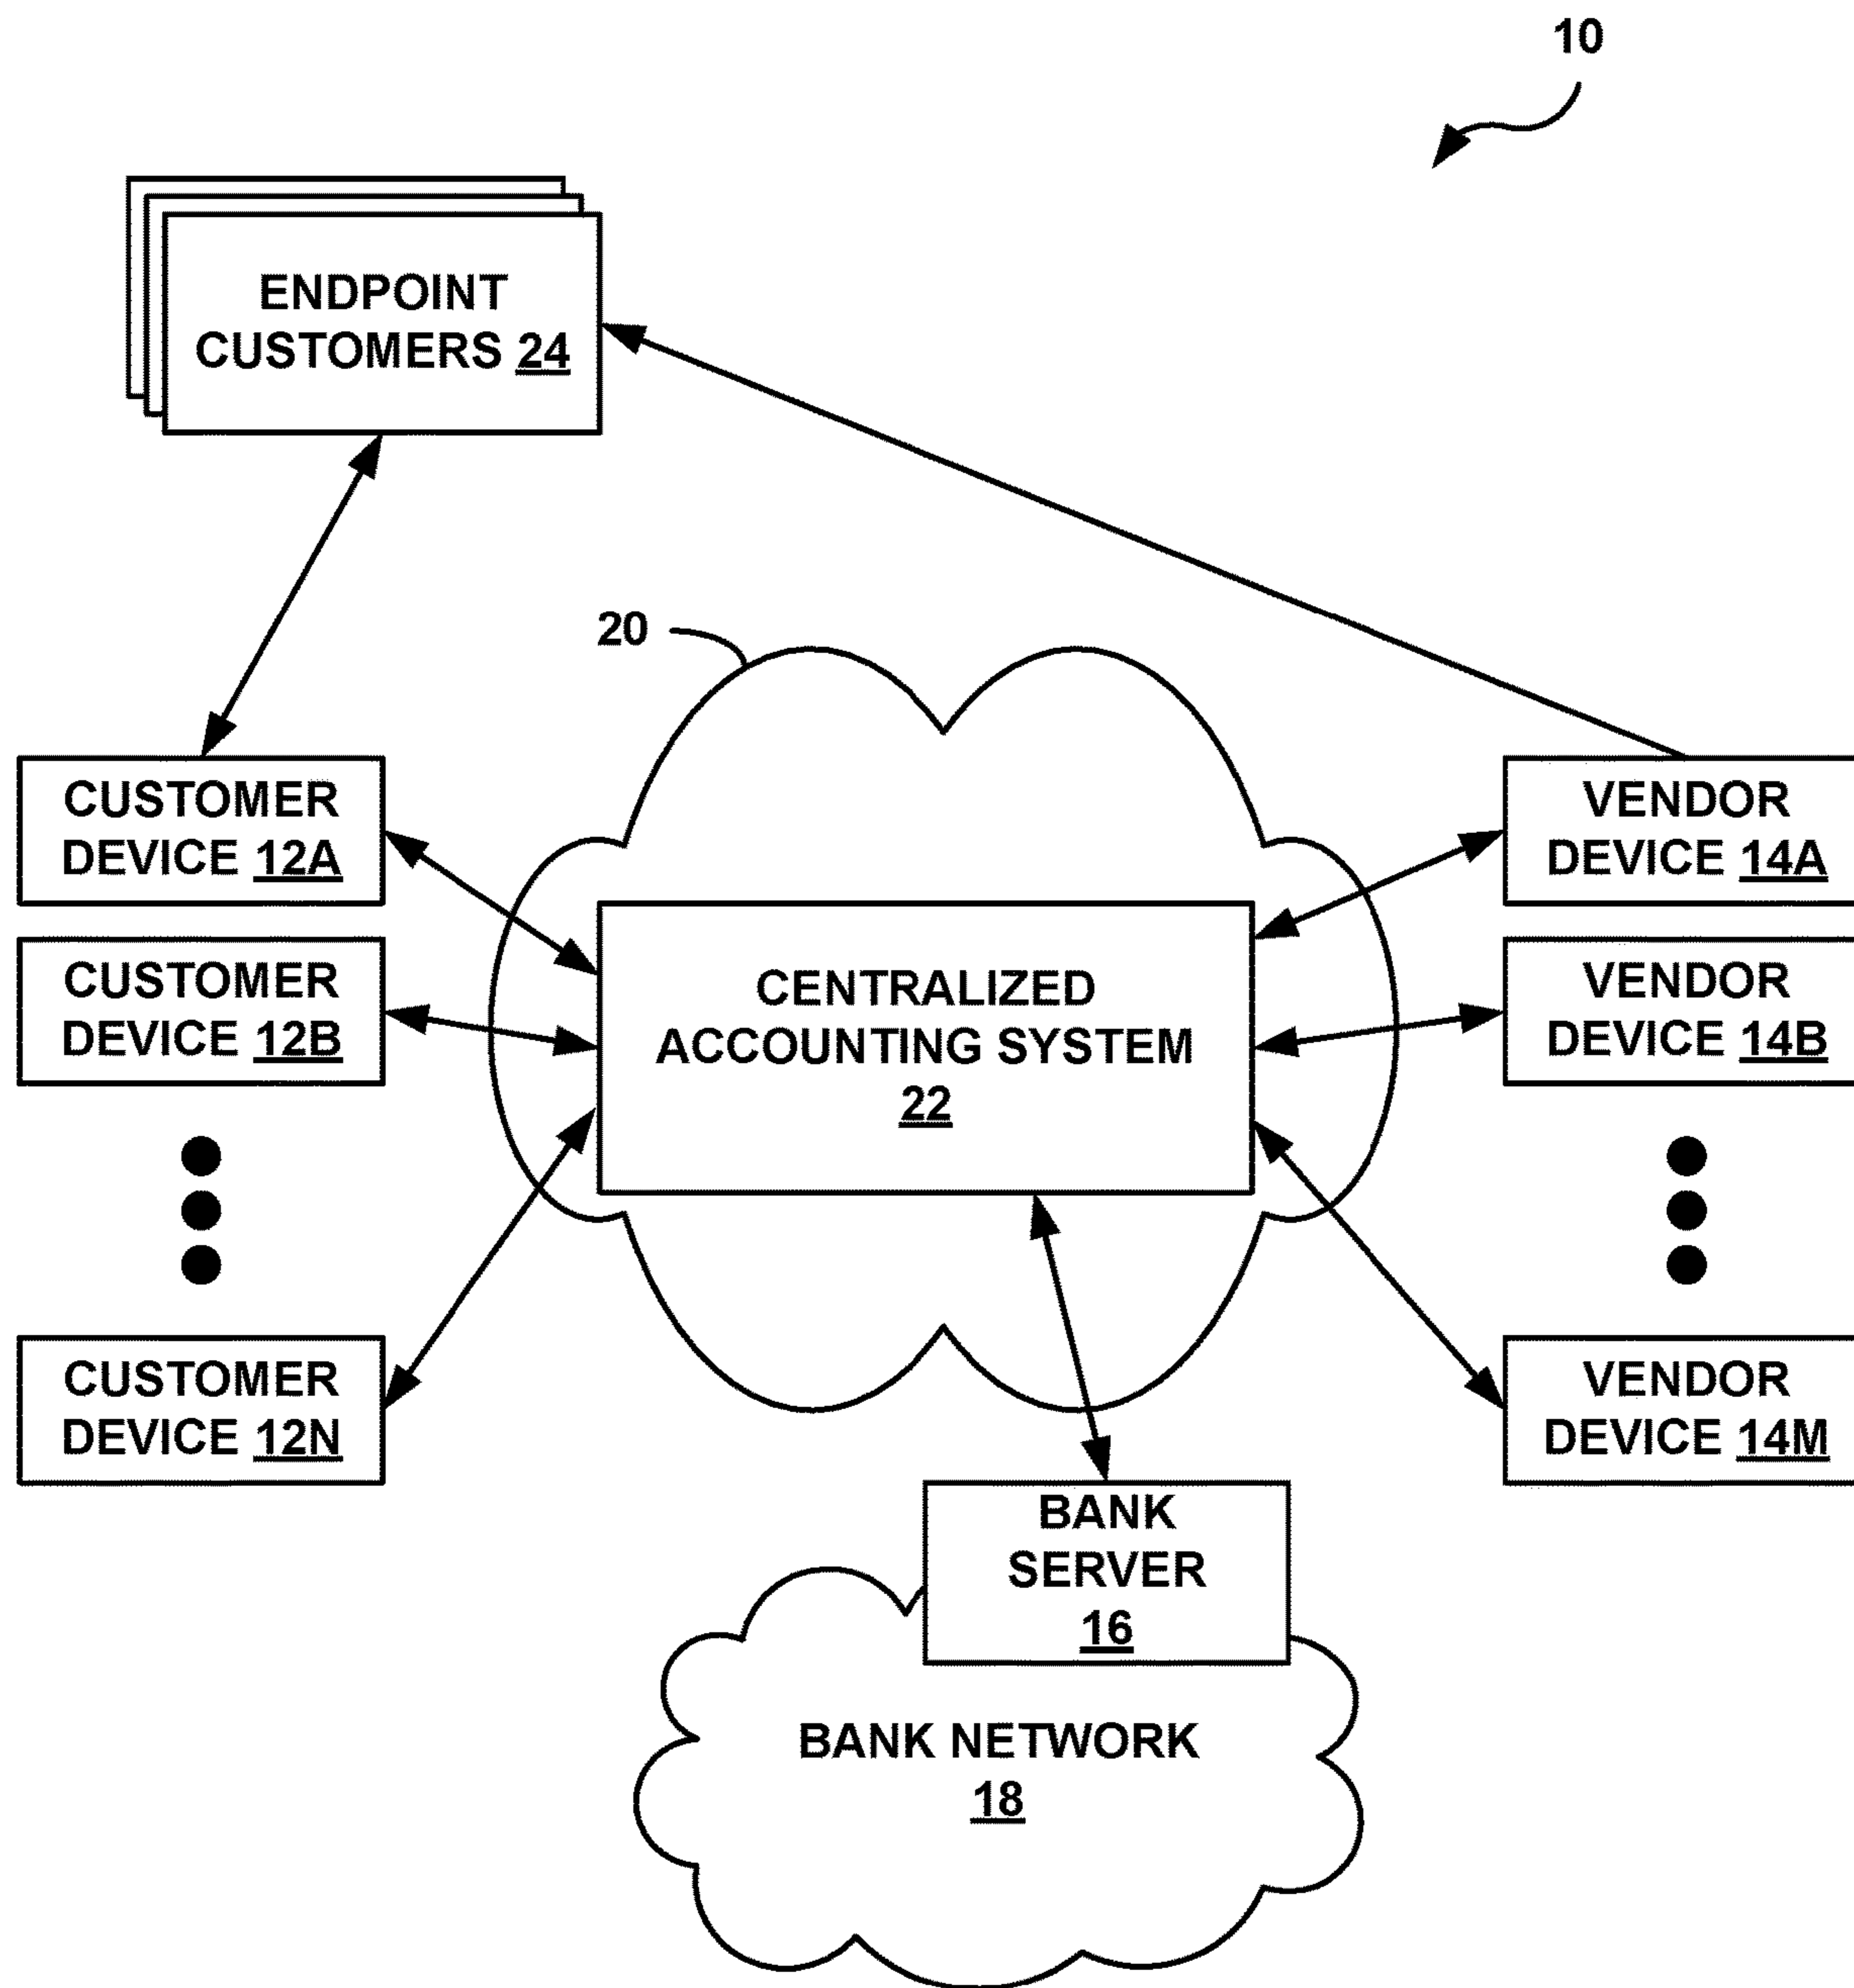 10
ENDPOINT
CUSTOMERS 24
20
CUSTOMER
DEVICE 12A
VENDOR
DEVICE 14A
CUSTOMER
DEVICE 12B
CENTRALIZED
ACCOUNTING SYSTEM
22
VENDOR
DEVICE 14B
CUSTOMER
DEVICE 12N
VENDOR
DEVICE 14M
BANK
SERVER
16
BANK NETWORK
18